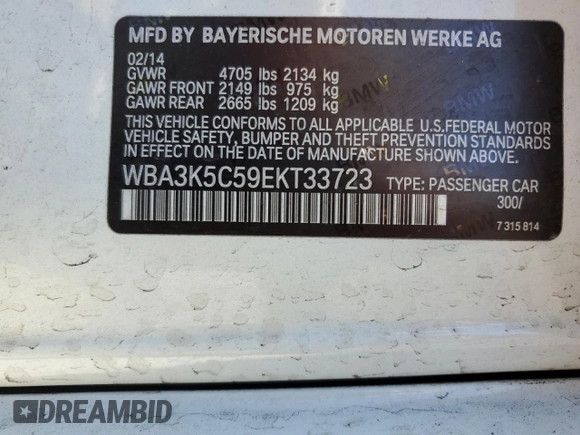 MFD BY BAYERISCHE MOTOREN WERKE AG
02/14
GVWR 4705 lbs 2134 kg
GAWR FRONT 2149 lbs 975 kg
GAWR REAR 2665 lbs 1209 kg
THIS VEHICLE CONFORMS TO ALL APPLICABLE U.S.FEDERAL MOTOR
VEHICLE SAFETY, BUMPER AND THEFT PREVENTION STANDARDS
IN EFFECT ON THE DATE OF MANUFACTURE SHOWN ABOVE.
WBA3K5C59EKT33723 TYPE: PASSENGER CAR
300/
7 315 814
DREAMBID